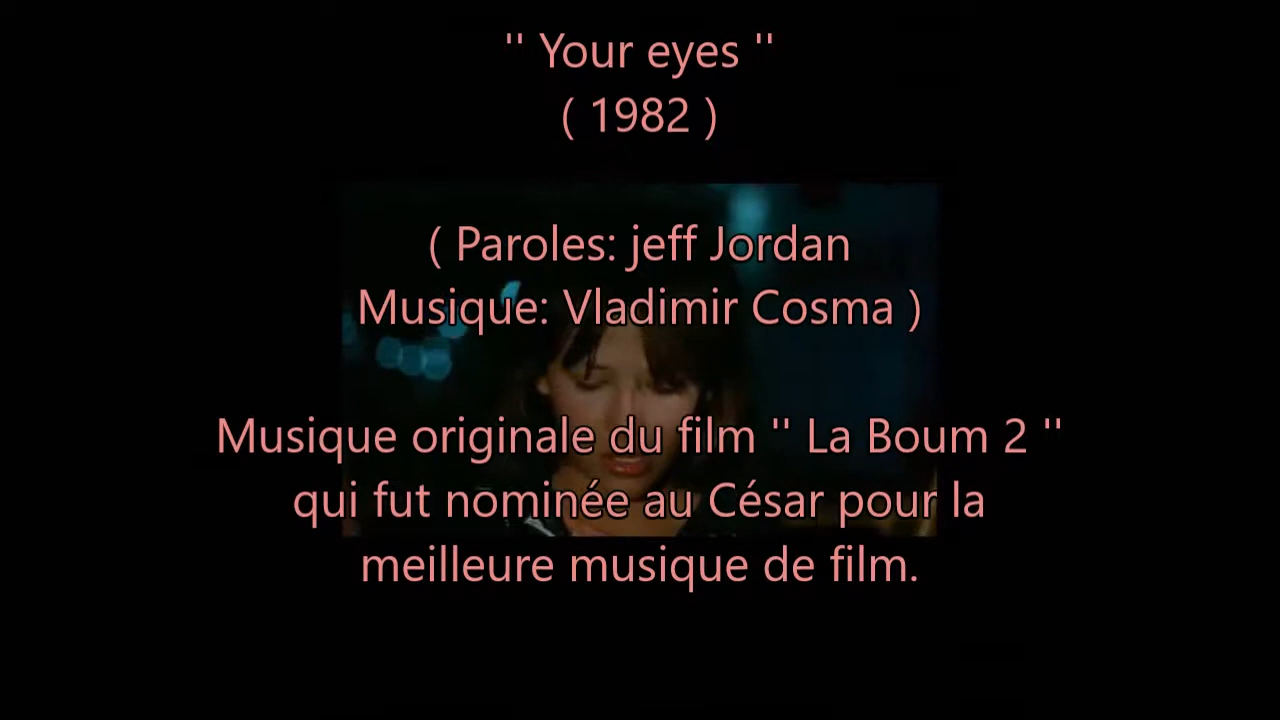 " Your eyes "
( 1982 )
( Paroles: jeff Jordan
Musique: Vladimir Cosma )
Musique originale du film " La Boum 2 "
qui fut nominée au César pour la
meilleure musique de film.